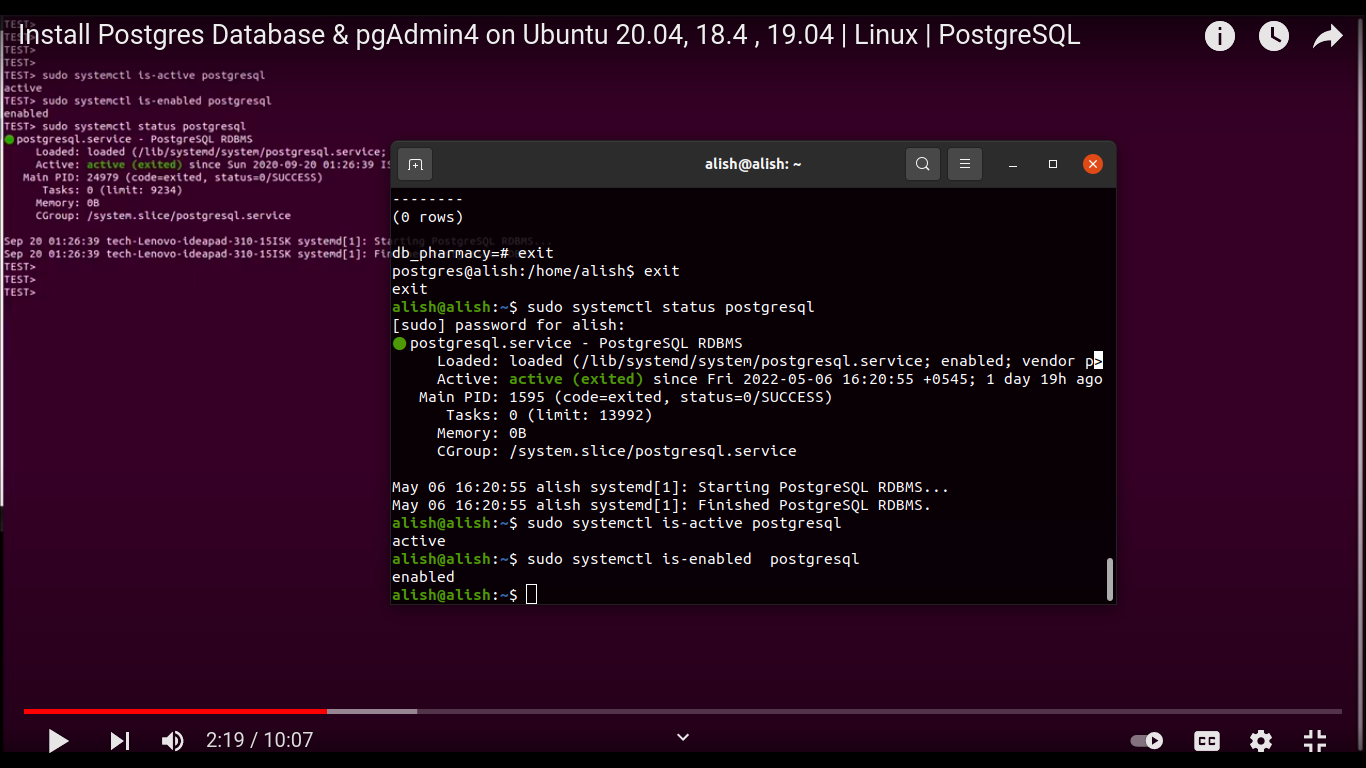 Install Postgres Database & pgAdmin4 on Ubuntu 20.04, 18.4 , 19.04 | Linux | PostgreSQL
TEST>
TEST>
TEST>
TEST>
TEST> sudo systemctl is-active postgresql
active
TEST> sudo systemctl is-enabled postgresql
enabled
TEST> sudo systemctl status postgresql
postgresql.service - PostgreSQL RDBMS
Loaded: loaded (/lib/systemd/system/postgresql.service;
Active: active (exited) since Sun 2020-09-20 01:26:39 IS
Main PID: 24979 (code=exited, status=0/SUCCESS)
Tasks: 0 (limit: 9234)
Memory: 0B
CGroup: /system.slice/postgresql.service
Sep 20 01:26:39 tech-Lenovo-ideapad-310-15ISK systemd[1]: Starting PostgreSQL RDBMS...
Sep 20 01:26:39 tech-Lenovo-ideapad-310-15ISK systemd[1]: Fin
TEST>
TEST>
TEST>
alish@alish: ~
--------
(0 rows)
db_pharmacy=# exit
postgres@alish:/home/alish$ exit
exit
alish@alish:~$ sudo systemctl status postgresql
[sudo] password for alish:
postgresql.service - PostgreSQL RDBMS
Loaded: loaded (/lib/systemd/system/postgresql.service; enabled; vendor p>
Active: active (exited) since Fri 2022-05-06 16:20:55 +0545; 1 day 19h ago
Main PID: 1595 (code=exited, status=0/SUCCESS)
Tasks: 0 (limit: 13992)
Memory: 0B
CGroup: /system.slice/postgresql.service
May 06 16:20:55 alish systemd[1]: Starting PostgreSQL RDBMS...
May 06 16:20:55 alish systemd[1]: Finished PostgreSQL RDBMS.
alish@alish:~$ sudo systemctl is-active postgresql
active
alish@alish:~$ sudo systemctl is-enabled  postgresql
enabled
alish@alish:~$
2:19 / 10:07
CC